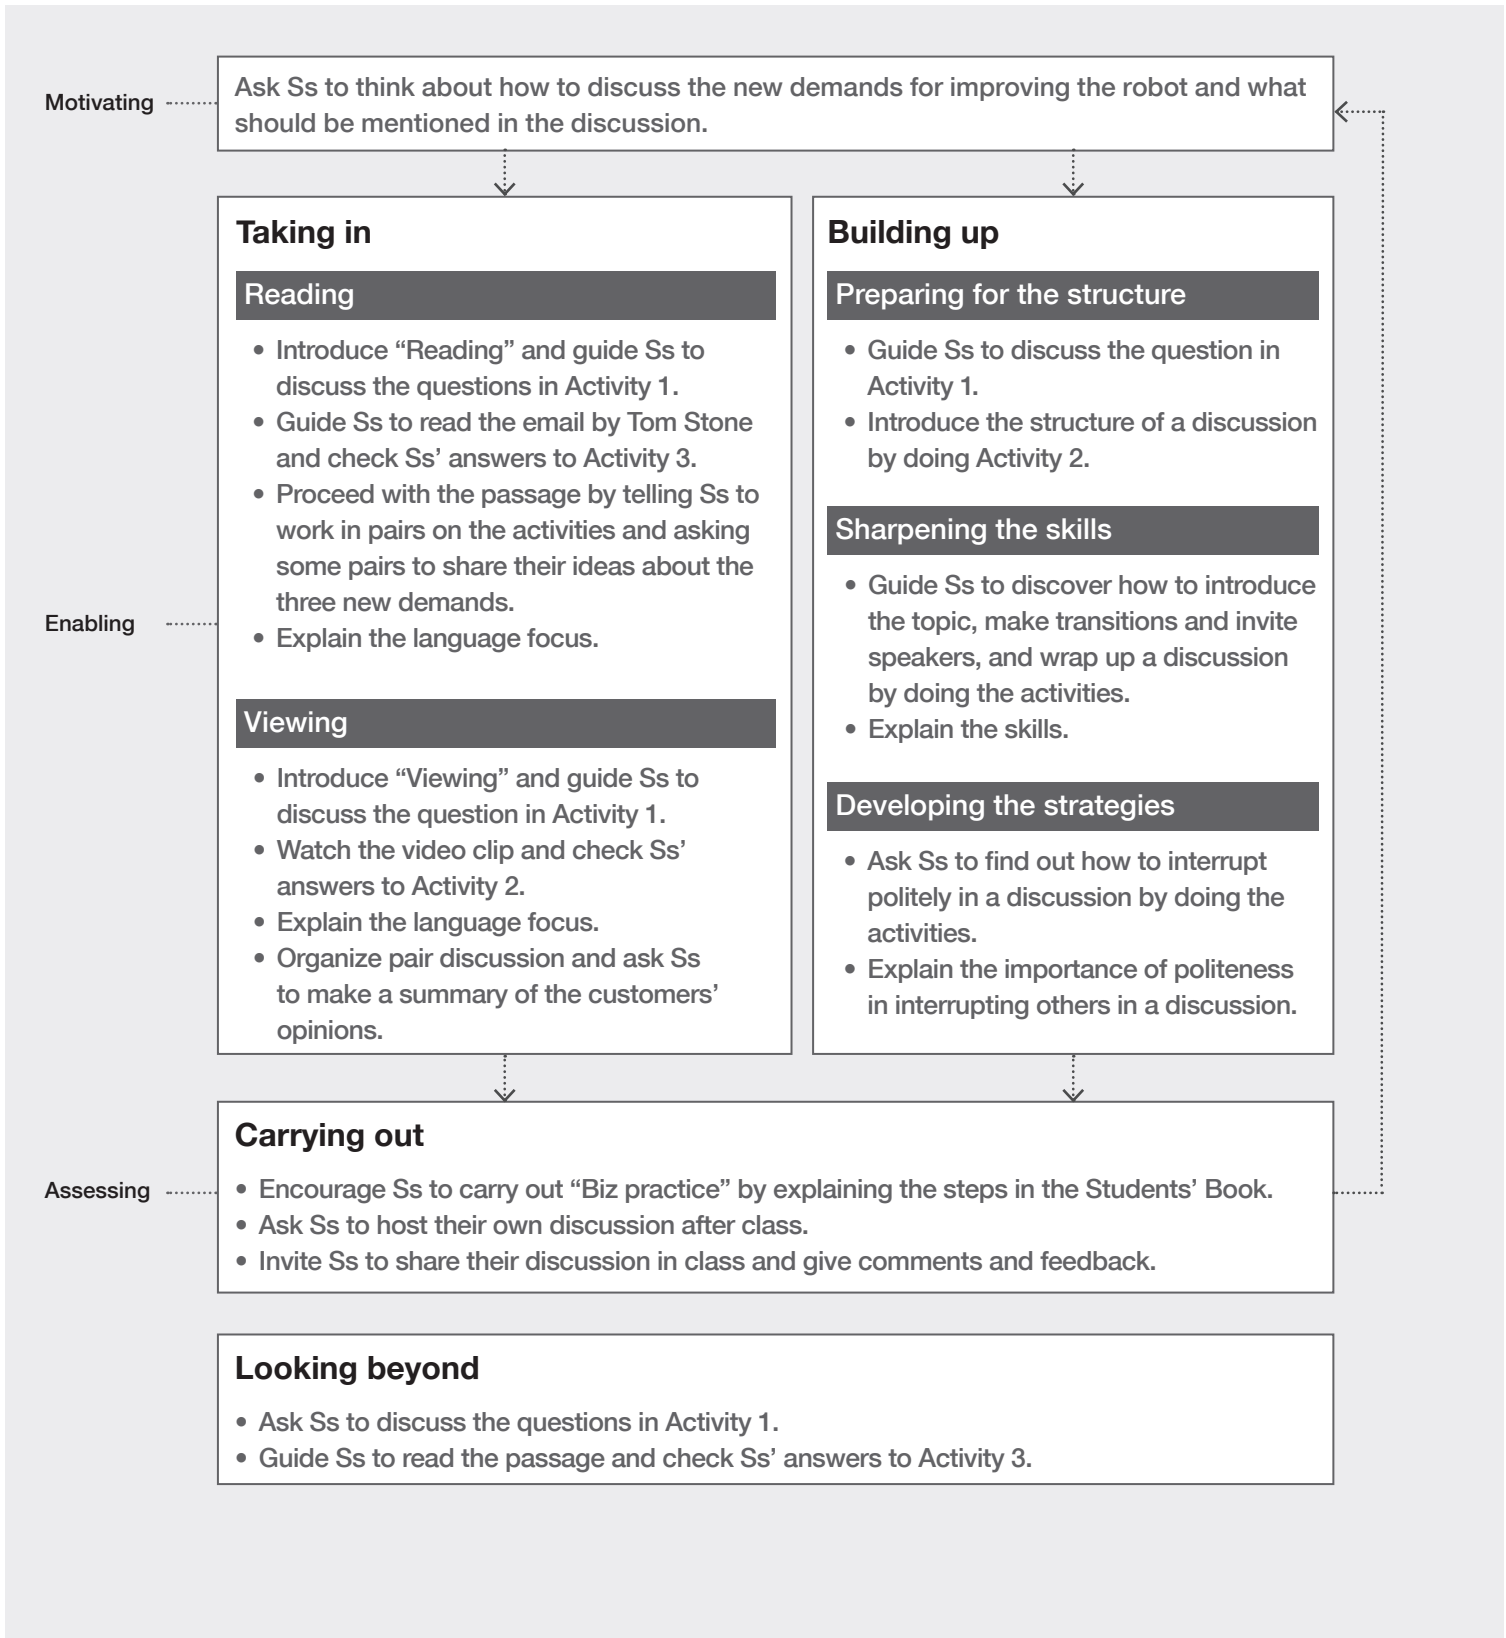 Motivating
Ask Ss to think about how to discuss the new demands for improving the robot and what
should be mentioned in the discussion.
Enabling
Taking in
Reading
• Introduce “Reading” and guide Ss to
discuss the questions in Activity 1.
• Guide Ss to read the email by Tom Stone
and check Ss’ answers to Activity 3.
• Proceed with the passage by telling Ss to
work in pairs on the activities and asking
some pairs to share their ideas about the
three new demands.
• Explain the language focus.
Viewing
• Introduce “Viewing” and guide Ss to
discuss the question in Activity 1.
• Watch the video clip and check Ss’
answers to Activity 2.
• Explain the language focus.
• Organize pair discussion and ask Ss
to make a summary of the customers’
opinions.
Building up
Preparing for the structure
• Guide Ss to discuss the question in
Activity 1.
• Introduce the structure of a discussion
by doing Activity 2.
Sharpening the skills
• Guide Ss to discover how to introduce
the topic, make transitions and invite
speakers, and wrap up a discussion
by doing the activities.
• Explain the skills.
Developing the strategies
• Ask Ss to find out how to interrupt
politely in a discussion by doing the
activities.
• Explain the importance of politeness
in interrupting others in a discussion.
Assessing
Carrying out
• Encourage Ss to carry out “Biz practice” by explaining the steps in the Students’ Book.
• Ask Ss to host their own discussion after class.
• Invite Ss to share their discussion in class and give comments and feedback.
Looking beyond
• Ask Ss to discuss the questions in Activity 1.
• Guide Ss to read the passage and check Ss’ answers to Activity 3.